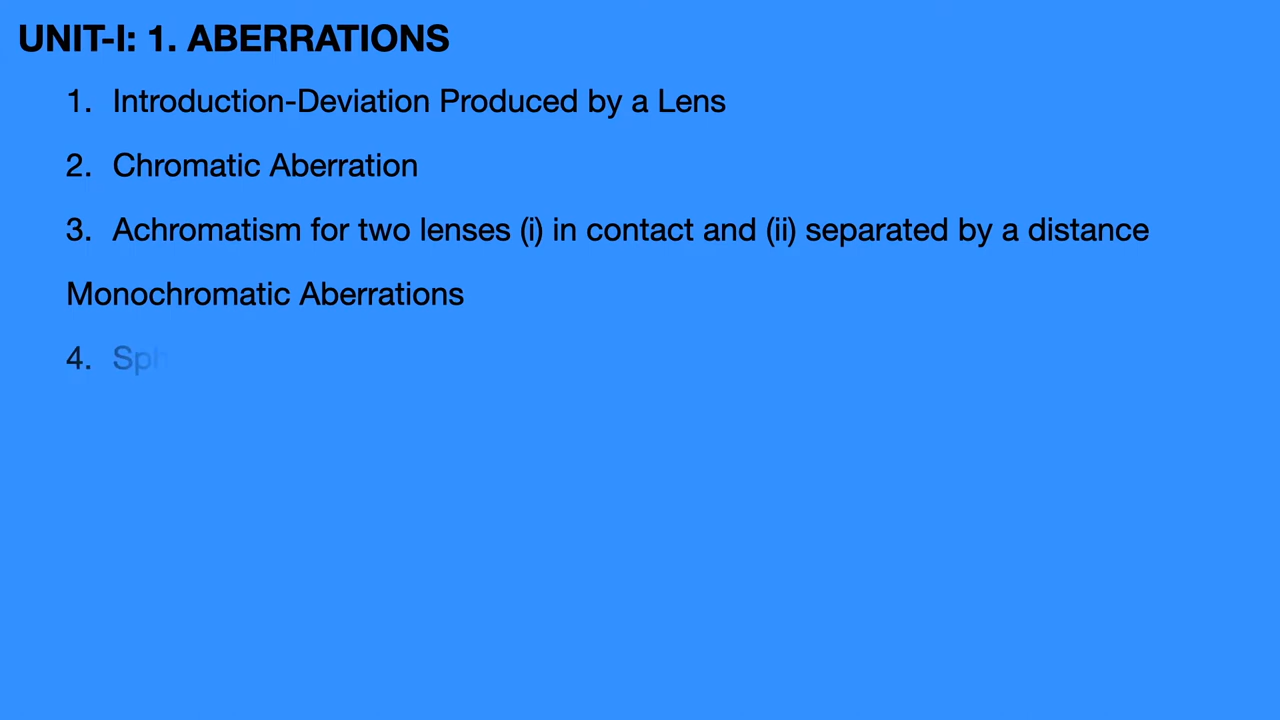 UNIT-I: 1. ABERRATIONS
1. Introduction-Deviation Produced by a Lens
2. Chromatic Aberration
3. Achromatism for two lenses (i) in contact and (ii) separated by a distance
Monochromatic Aberrations
4. Sph